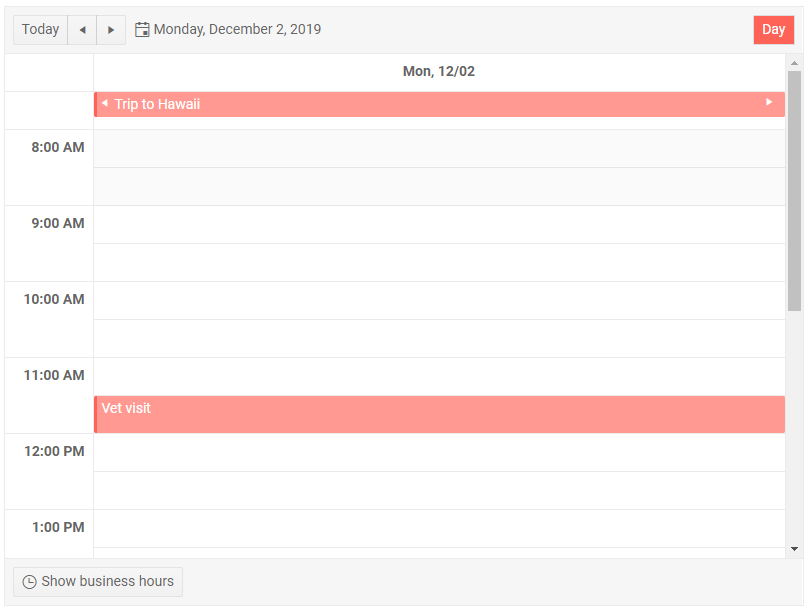 Today Monday, December 2, 2019 Day
Mon, 12/02
Trip to Hawaii
8:00 AM
9:00 AM
10:00 AM
11:00 AM
Vet visit
12:00 PM
1:00 PM
Show business hours